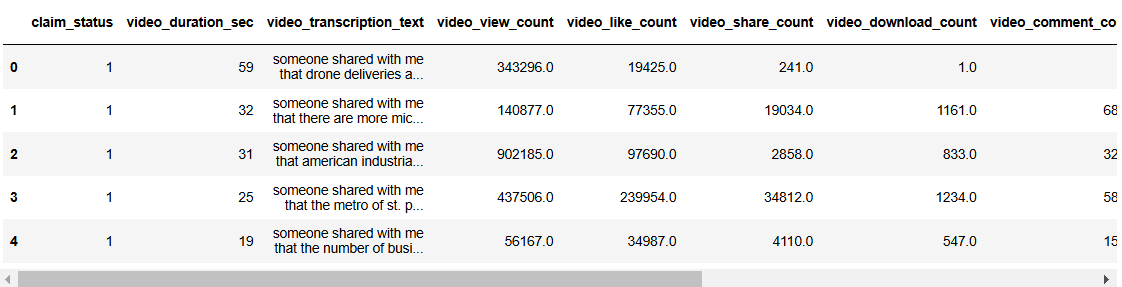 claim_status video_duration_sec video_transcription_text video_view_count video_like_count video_share_count video_download_count video_comment_co
0 1 59 someone shared with me that drone deliveries a... 343296.0 19425.0 241.0 1.0
1 1 32 someone shared with me that there are more mic... 140877.0 77355.0 19034.0 1161.0 68
2 1 31 someone shared with me that american industria... 902185.0 97690.0 2858.0 833.0 32
3 1 25 someone shared with me that the metro of st. p... 437506.0 239954.0 34812.0 1234.0 58
4 1 19 someone shared with me that the number of busi... 56167.0 34987.0 4110.0 547.0 15